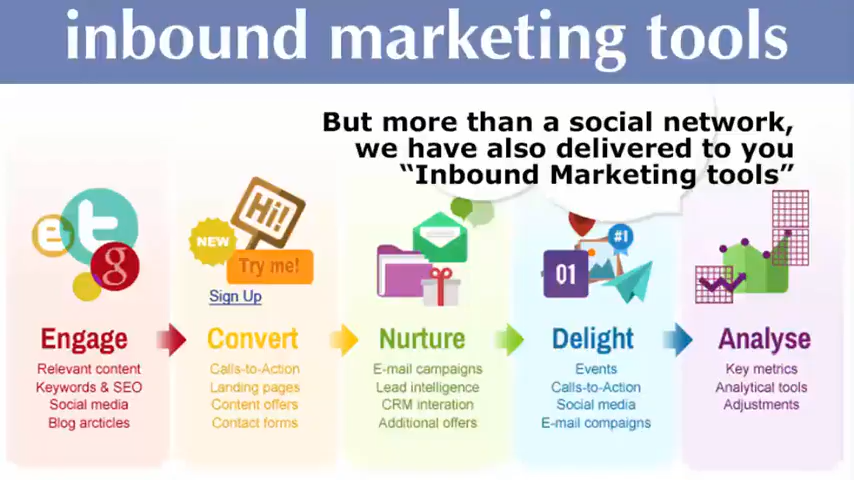 inbound marketing tools
But more than a social network,
we have also delivered to you
“Inbound Marketing tools”
e
t
g
NEW
Hi!
Try me!
Sign Up
01
#1
Engage
Relevant content
Keywords & SEO
Social media
Blog arcticles
Convert
Calls-to-Action
Landing pages
Content offers
Contact forms
Nurture
E-mail campaigns
Lead intelligence
CRM interation
Additional offers
Delight
Events
Calls-to-Action
Social media
E-mail compaigns
Analyse
Key metrics
Analytical tools
Adjustments